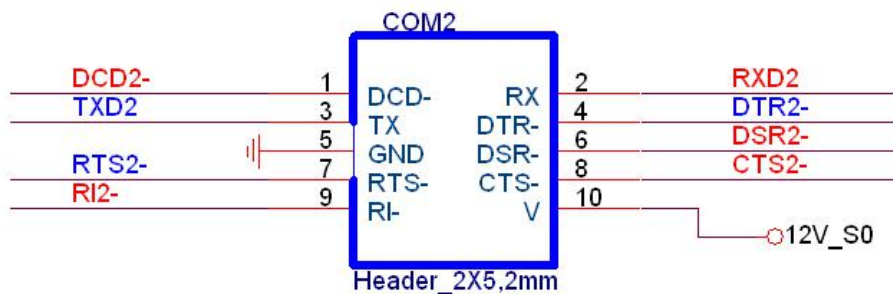 COM2
DCD2- 1 DCD- RX 2 RXD2
TXD2 3 TX DTR- 4 DTR2-
5 GND DSR- 6 DSR2-
RTS2- 7 RTS- CTS- 8 CTS2-
RI2- 9 RI- V 10
12V_S0
Header_2X5,2mm